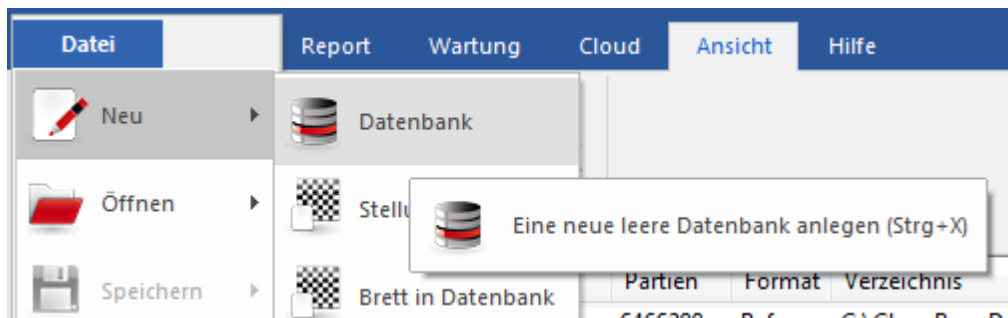 Datei Report Wartung Cloud Ansicht Hilfe
Neu Datenbank
Öffnen
Eine neue leere Datenbank anlegen (Strg+X)
Partien Format Verzeichnis
Speichern Brett in Datenbank